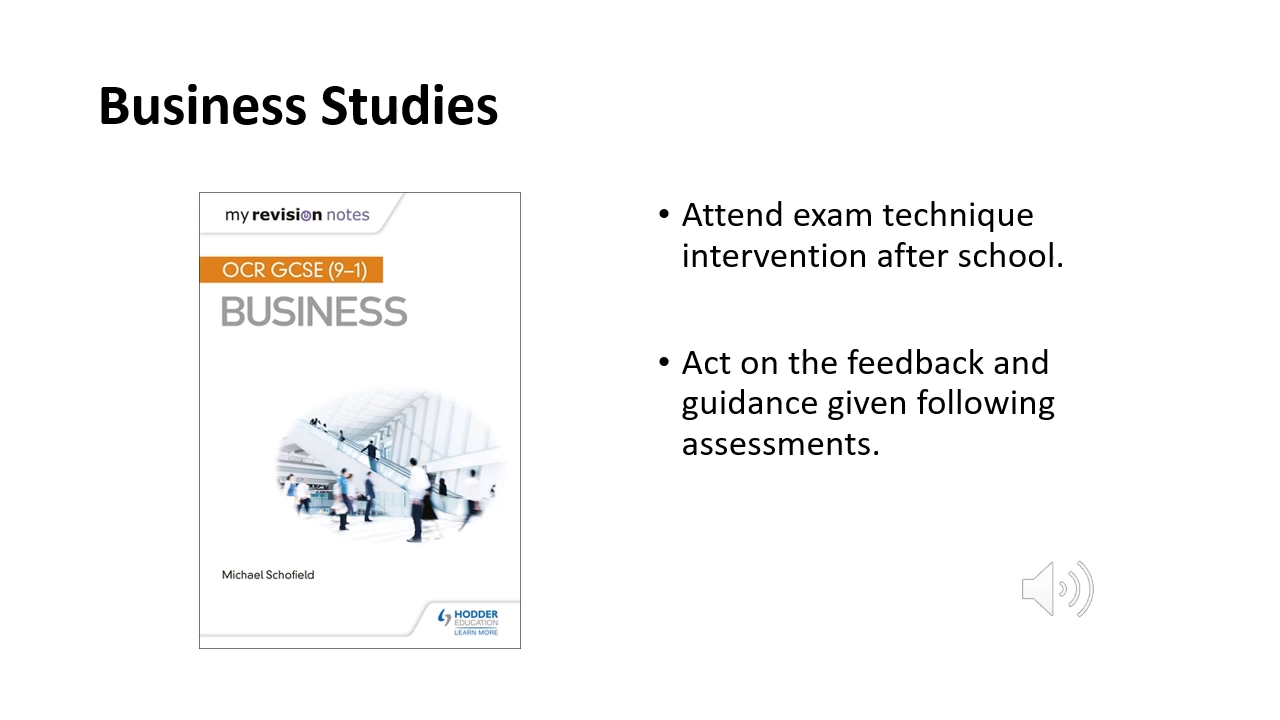 Business Studies
my revision notes
OCR GCSE (9–1)
BUSINESS
Michael Schofield
HODDER
EDUCATION
LEARN MORE
• Attend exam technique
intervention after school.
• Act on the feedback and
guidance given following
assessments.